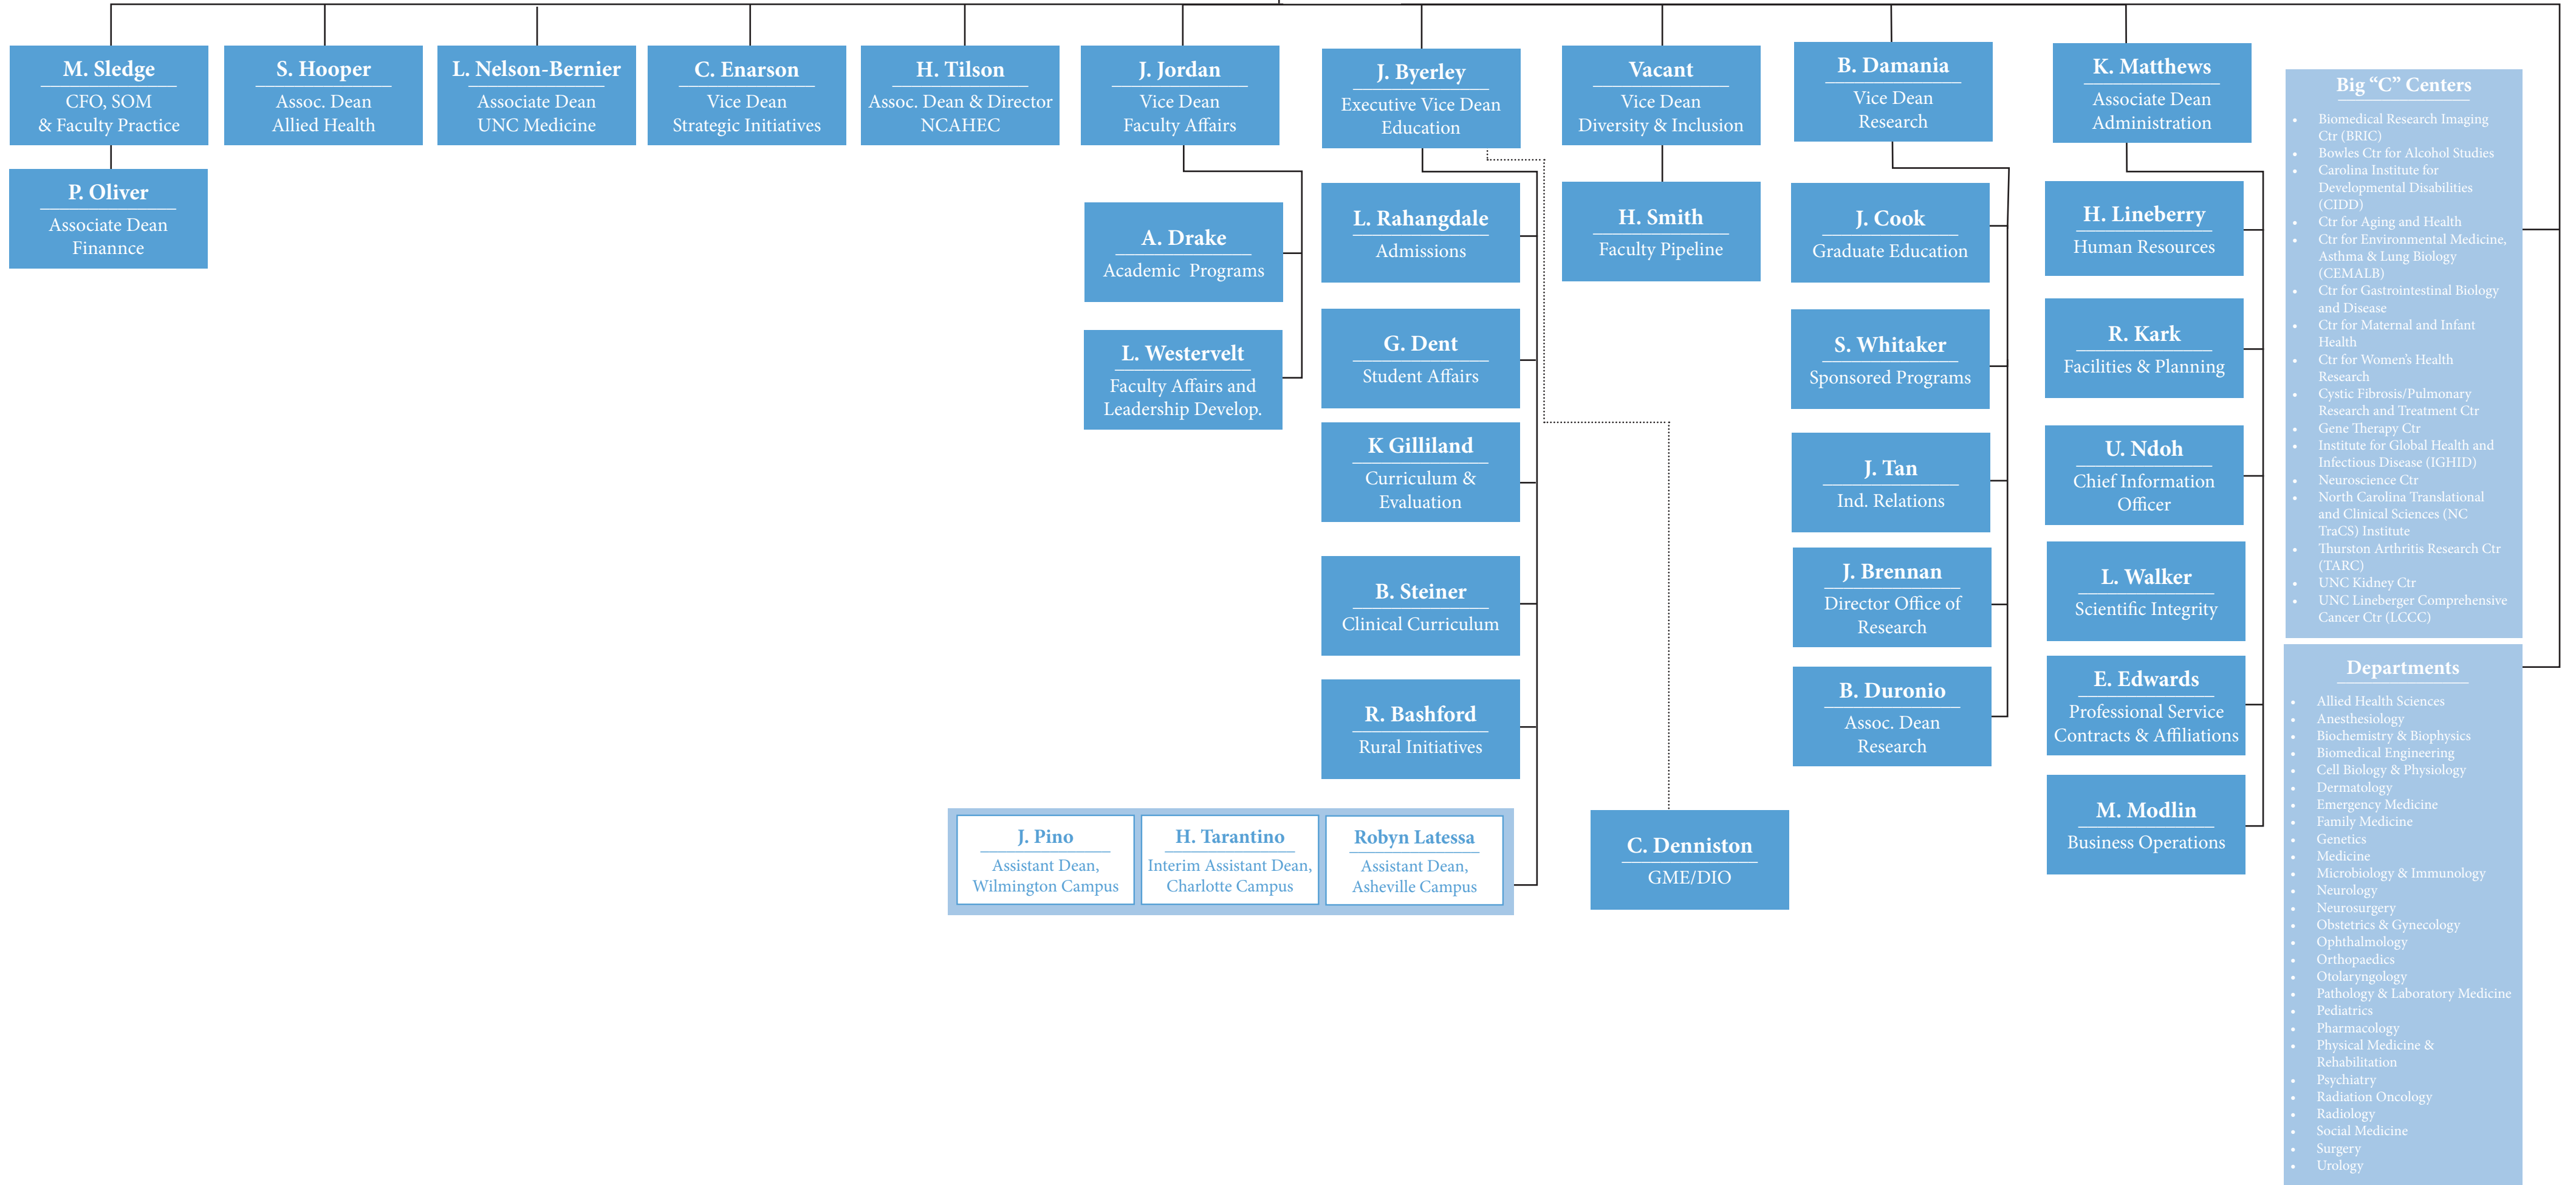 M. Sledge
CFO, SOM
& Faculty Practice
P. Oliver
Associate Dean
Finannce
S. Hooper
Assoc. Dean
Allied Health
L. Nelson-Bernier
Associate Dean
UNC Medicine
C. Enarson
Vice Dean
Strategic Initiatives
H. Tilson
Assoc. Dean & Director
NCAHEC
J. Jordan
Vice Dean
Faculty Affairs
A. Drake
Academic Programs
L. Westervelt
Faculty Affairs and
Leadership Develop.
J. Byerley
Executive Vice Dean
Education
L. Rahangdale
Admissions
G. Dent
Student Affairs
K Gilliland
Curriculum &
Evaluation
B. Steiner
Clinical Curriculum
R. Bashford
Rural Initiatives
J. Pino
Assistant Dean,
Wilmington Campus
H. Tarantino
Interim Assistant Dean,
Charlotte Campus
Robyn Latessa
Assistant Dean,
Asheville Campus
C. Denniston
GME/DIO
Vacant
Vice Dean
Diversity & Inclusion
H. Smith
Faculty Pipeline
B. Damania
Vice Dean
Research
J. Cook
Graduate Education
S. Whitaker
Sponsored Programs
J. Tan
Ind. Relations
J. Brennan
Director Office of
Research
B. Duronio
Assoc. Dean
Research
K. Matthews
Associate Dean
Administration
H. Lineberry
Human Resources
R. Kark
Facilities & Planning
U. Ndoh
Chief Information
Officer
L. Walker
Scientific Integrity
E. Edwards
Professional Service
Contracts & Affiliations
M. Modlin
Business Operations
Big “C” Centers
• Biomedical Research Imaging
Ctr (BRIC)
• Bowles Ctr for Alcohol Studies
• Carolina Institute for
Developmental Disabilities
(CIDD)
• Ctr for Aging and Health
• Ctr for Environmental Medicine,
Asthma & Lung Biology
(CEMALB)
• Ctr for Gastrointestinal Biology
and Disease
• Ctr for Maternal and Infant
Health
• Ctr for Women’s Health
Research
• Cystic Fibrosis/Pulmonary
Research and Treatment Ctr
• Gene Therapy Ctr
• Institute for Global Health and
Infectious Disease (IGHID)
• Neuroscience Ctr
• North Carolina Translational
and Clinical Sciences (NC
TraCS) Institute
• Thurston Arthritis Research Ctr
(TARC)
• UNC Kidney Ctr
• UNC Lineberger Comprehensive
Cancer Ctr (LCCC)
Departments
• Allied Health Sciences
• Anesthesiology
• Biochemistry & Biophysics
• Biomedical Engineering
• Cell Biology & Physiology
• Dermatology
• Emergency Medicine
• Family Medicine
• Genetics
• Medicine
• Microbiology & Immunology
• Neurology
• Neurosurgery
• Obstetrics & Gynecology
• Ophthalmology
• Orthopaedics
• Otolaryngology
• Pathology & Laboratory Medicine
• Pediatrics
• Pharmacology
• Physical Medicine &
Rehabilitation
• Psychiatry
• Radiation Oncology
• Radiology
• Social Medicine
• Surgery
• Urology